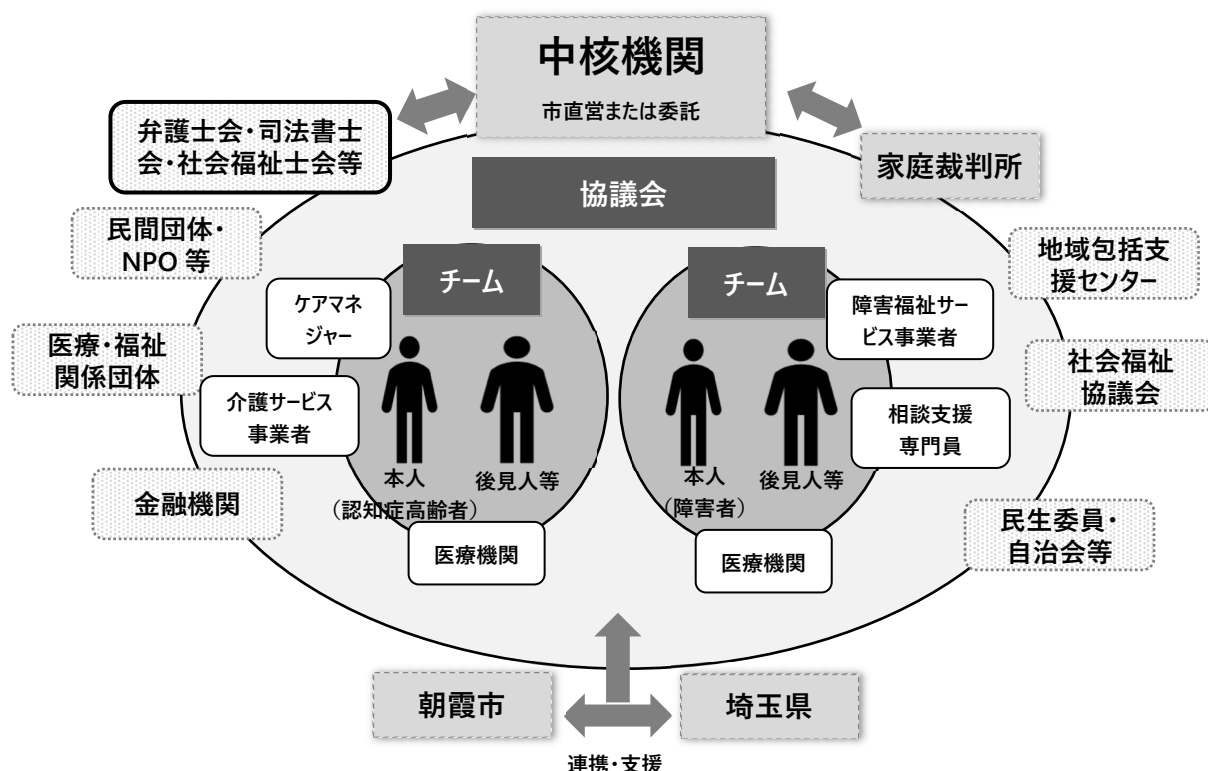 中核機関
市直営または委託
弁護士会・司法書士
会・社会福祉士会等
家庭裁判所
協議会
民間団体・
NPO 等
地域包括支
援センター
チーム
チーム
ケアマネ
ジャー
障害福祉サー
ビス事業者
医療・福祉
関係団体
社会福祉
協議会
介護サービス
事業者
相談支援
専門員
本人
（認知症高齢者）
後見人等
本人
（障害者）
後見人等
金融機関
民生委員・
自治会等
医療機関
医療機関
朝霞市
埼玉県
連携・支援